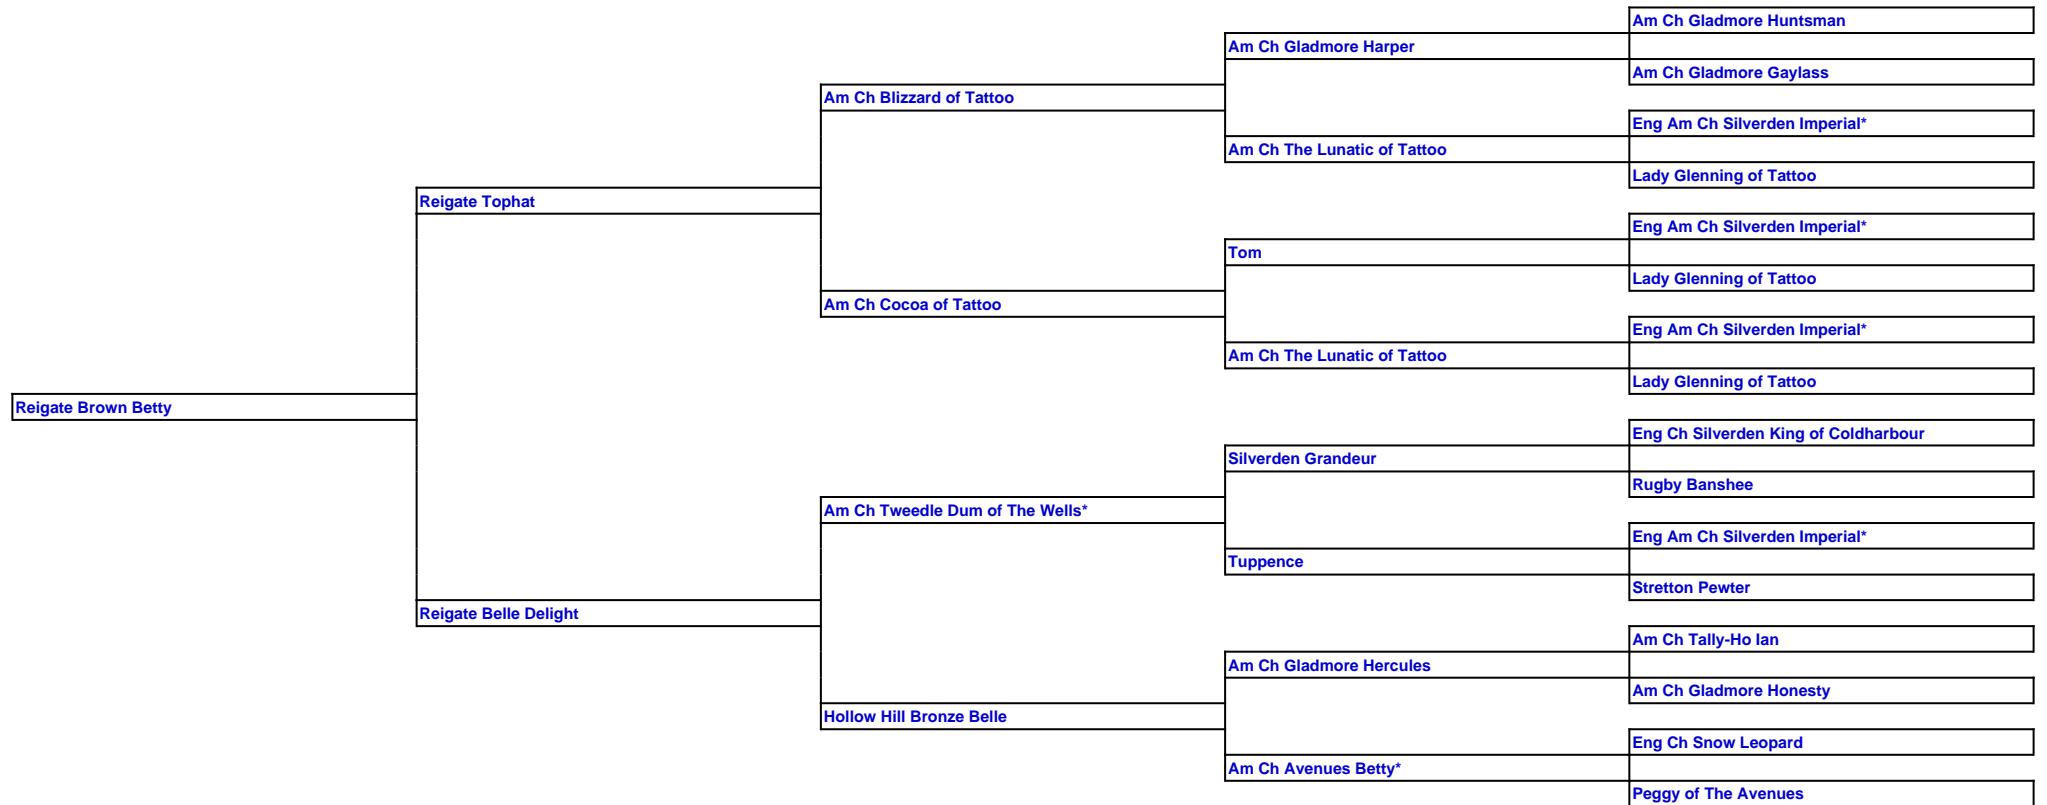 Am Ch Gladmore Huntsman
Am Ch Gladmore Harper
Am Ch Gladmore Gaylass
Am Ch Blizzard of Tattoo
Eng Am Ch Silverden Imperial*
Am Ch The Lunatic of Tattoo
Lady Glenning of Tattoo
Reigate Tophat
Eng Am Ch Silverden Imperial*
Tom
Lady Glenning of Tattoo
Am Ch Cocoa of Tattoo
Eng Am Ch Silverden Imperial*
Am Ch The Lunatic of Tattoo
Lady Glenning of Tattoo
Reigate Brown Betty
Eng Ch Silverden King of Coldharbour
Silverden Grandeur
Rugby Banshee
Am Ch Tweedle Dum of The Wells*
Eng Am Ch Silverden Imperial*
Tuppence
Stretton Pewter
Reigate Belle Delight
Am Ch Tally-Ho Ian
Am Ch Gladmore Hercules
Am Ch Gladmore Honesty
Hollow Hill Bronze Belle
Eng Ch Snow Leopard
Am Ch Avenues Betty*
Peggy of The Avenues